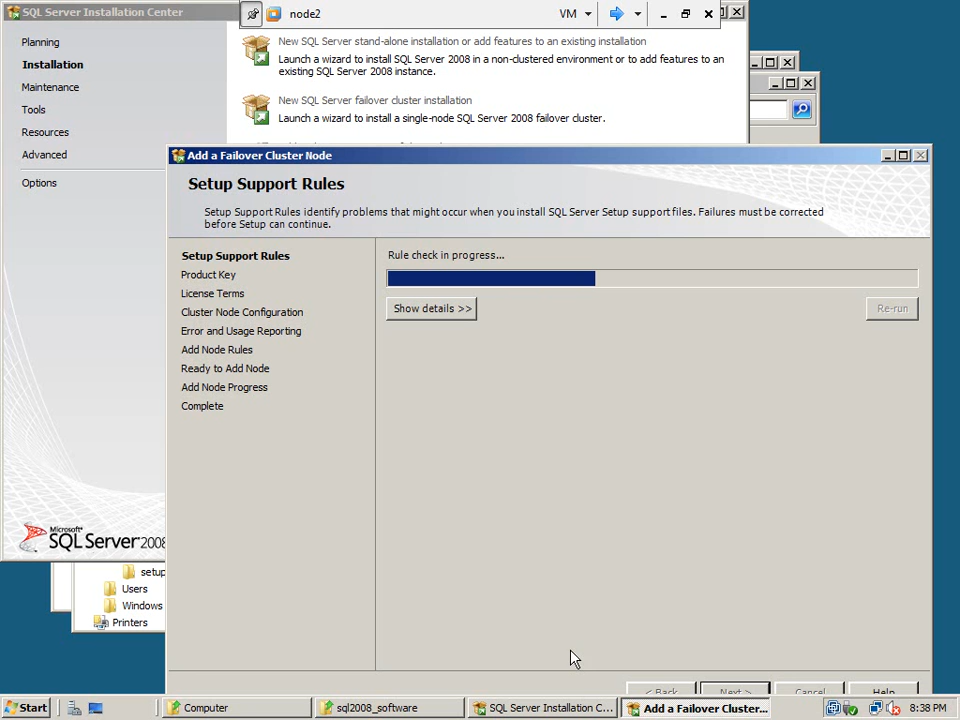 SQL Server Installation Center
node2
VM
Planning
Installation
Maintenance
Tools
Resources
Advanced
Options
New SQL Server stand-alone installation or add features to an existing installation
Launch a wizard to install SQL Server 2008 in a non-clustered environment or to add features to an
existing SQL Server 2008 instance.
New SQL Server failover cluster installation
Launch a wizard to install a single-node SQL Server 2008 failover cluster.
Add a Failover Cluster Node
Setup Support Rules
Setup Support Rules identify problems that might occur when you install SQL Server Setup support files. Failures must be corrected
before Setup can continue.
Setup Support Rules
Product Key
License Terms
Cluster Node Configuration
Error and Usage Reporting
Add Node Rules
Ready to Add Node
Add Node Progress
Complete
Rule check in progress...
Show details >>
Re-run
Microsoft
SQL Server 2008
setup
Users
Windows
Printers
< Back
Next >
Cancel
Help
Start
Computer
sql2008_software
SQL Server Installation C...
Add a Failover Cluster...
8:38 PM